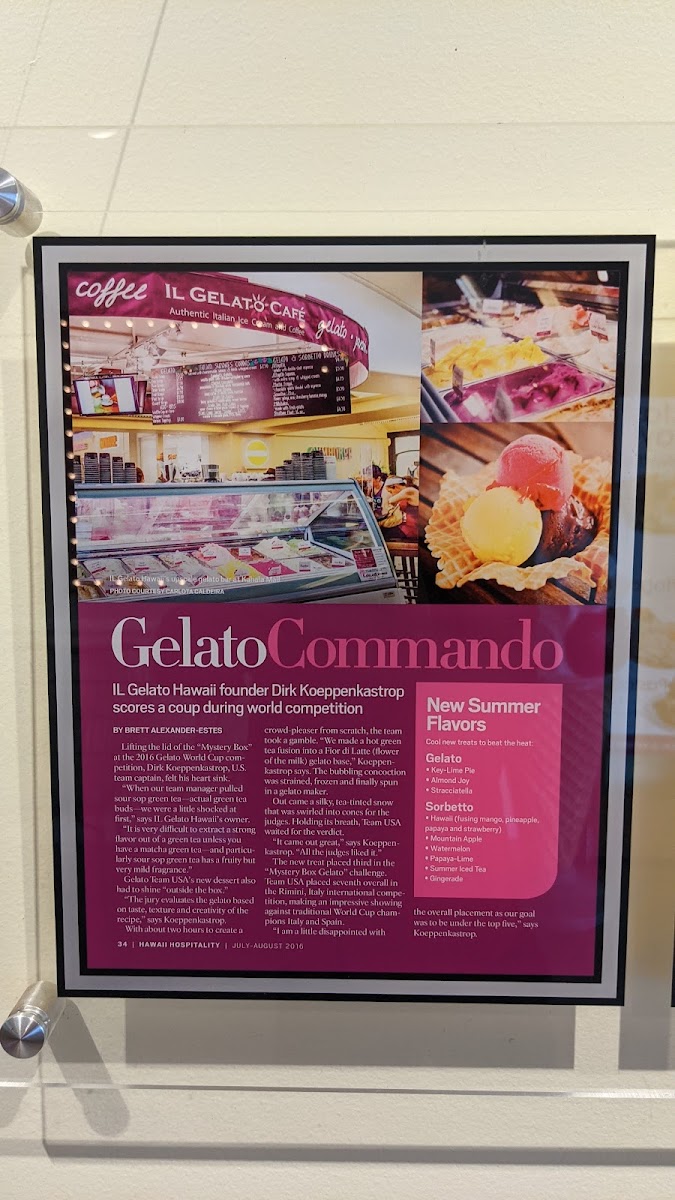 coffee
IL GELATO CAFÉ
Authentic Italian Ice Cream and Coffee
gelato
GELATO
IL Gelato Hawaii's upscale gelato bar at Kahala Mall
PHOTO COURTESY CARLOTA CALDEIRA
GelatoCommando
IL Gelato Hawaii founder Dirk Koeppenkastrop
scores a coup during world competition
BY BRETT ALEXANDER-ESTES
Lifting the lid of the "Mystery Box"
at the 2016 Gelato World Cup com-
petition, Dirk Koeppenkastrop, U.S.
team captain, felt his heart sink.
"When our team manager pulled
sour sop green tea—actual green tea
buds—we were a little shocked at
first," says IL Gelato Hawaii's owner.
"It is very difficult to extract a strong
flavor out of a green tea unless you
have a matcha green tea—and particu-
larly sour sop green tea has a fruity but
very mild fragrance."
Gelato Team USA's new dessert also
had to shine "outside the box."
"The jury evaluates the gelato based
on taste, texture and creativity of the
recipe," says Koeppenkastrop.
With about two hours to create a
crowd-pleaser from scratch, the team
took a gamble. "We made a hot green
tea infusion into a Fior di Latte (flower
of the milk) gelato base," Koeppen-
kastrop says. The bubbling concoction
was strained, frozen and finally spun
in a gelato maker.
Out came a silky, tea-tinted snow
that was swirled into cones for the
judges. Holding its breath, Team USA
waited for the verdict.
"It came out great," says Koeppen-
kastrop. "All the judges liked it."
The new treat placed third in the
"Mystery Box Gelato" challenge.
Team USA placed seventh overall in
the Rimini, Italy international compe-
tition, making an impressive showing
against traditional World Cup cham-
pions Italy and Spain.
"I am a little disappointed with
the overall placement as our goal
was to be under the top five," says
Koeppenkastrop.
New Summer
Flavors
Cool new treats to beat the heat:
Gelato
• Key-Lime Pie
• Almond Joy
• Stracciatella
Sorbetto
• Hawaii (fusing mango, pineapple,
papaya and strawberry)
• Mountain Apple
• Watermelon
• Papaya-Lime
• Summer Iced Tea
• Gingerade
34 | HAWAII HOSPITALITY | JULY-AUGUST 2016